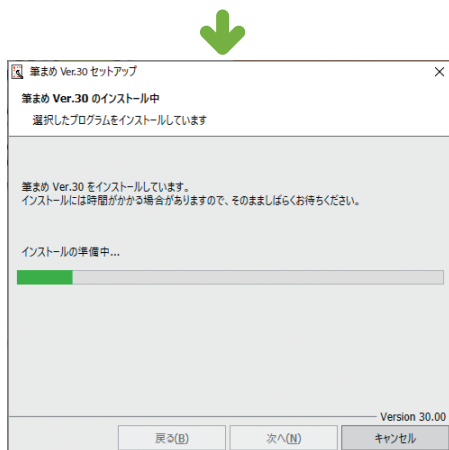 筆まめ Ver.30 セットアップ
筆まめ Ver.30 のインストール中
選択したプログラムをインストールしています
筆まめ Ver.30 をインストールしています。
インストールには時間がかかる場合がありますので、そのまましばらくお待ちください。
インストールの準備中...
Version 30.00
戻る(B) 次へ(N) キャンセル